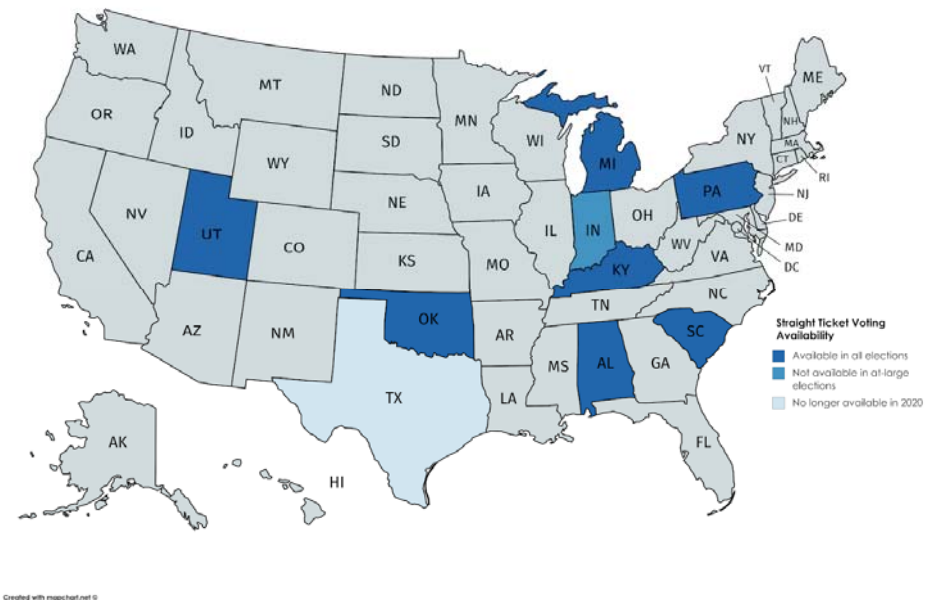 WA
MT
ND
MN
OR
ID
SD
WI
WY
MI
NY
VT
NH
ME
MA
CT
RI
NE
IA
PA
NJ
NV
UT
CO
IL
IN
OH
DE
MD
DC
CA
KS
MO
KY
WV
VA
AZ
NM
OK
AR
TN
NC
SC
MS
AL
GA
TX
LA
FL
AK
HI
Straight Ticket Voting
Availability
Available in all elections
Not available in at-large
elections
No longer available in 2020
Created with mapchart.net ©